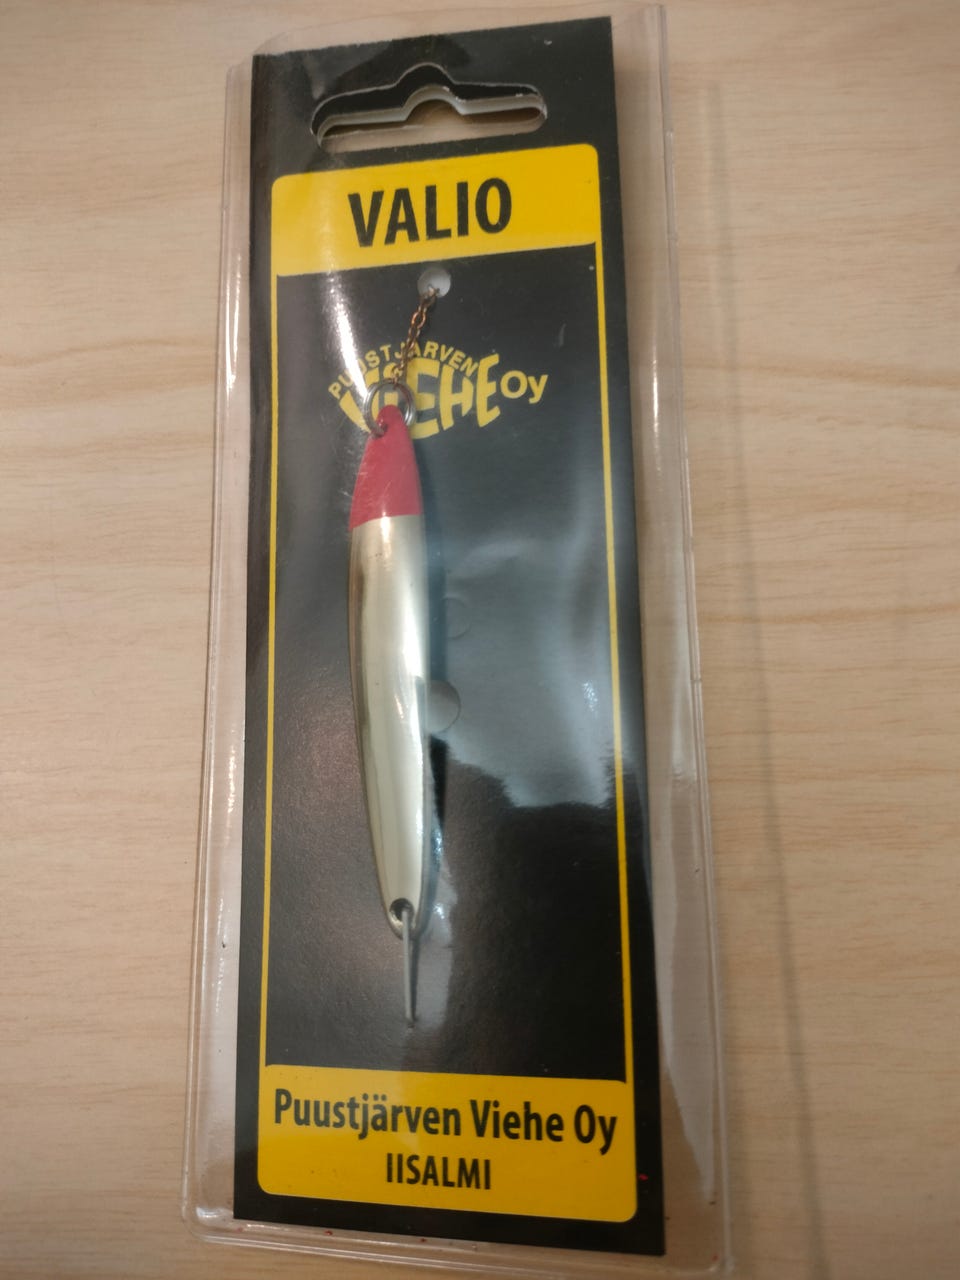 VALIO
PUUSTJÄRVEN
VIEHE Oy
Puustjärven Viehe Oy
IISALMI